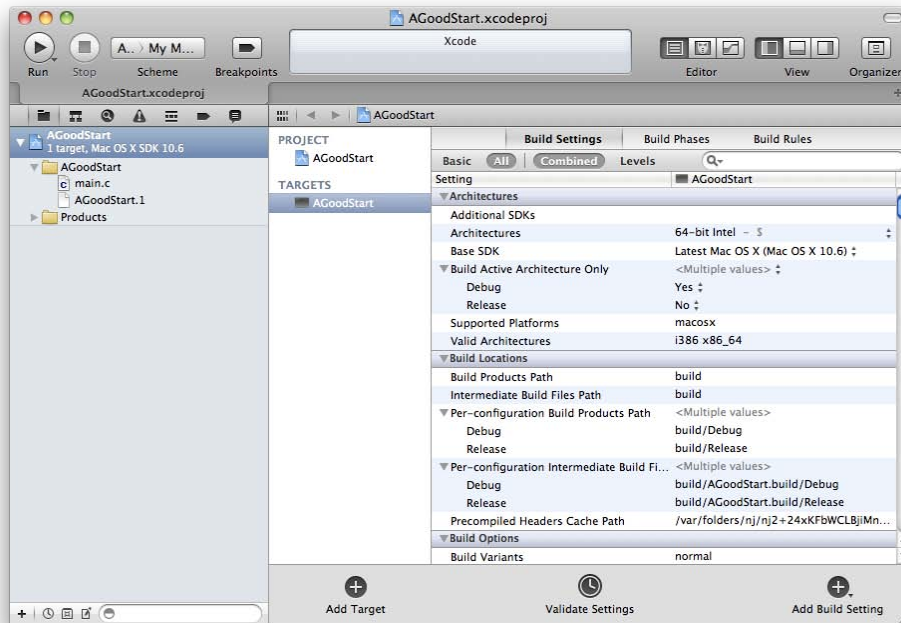 AGoodStart.xcodeproj
A.. My M... Xcode
Run Stop Scheme Breakpoints Editor View Organizer
AGoodStart.xcodeproj
AGoodStart
AGoodStart
1 target, Mac OS X SDK 10.6
AGoodStart
main.c
AGoodStart.1
Products
PROJECT
AGoodStart
TARGETS
AGoodStart
Build Settings Build Phases Build Rules
Basic All Combined Levels
Setting AGoodStart
Architectures
Additional SDKs
Architectures 64-bit Intel – $
Base SDK Latest Mac OS X (Mac OS X 10.6)
Build Active Architecture Only <Multiple values>
Debug Yes
Release No
Supported Platforms macosx
Valid Architectures i386 x86_64
Build Locations
Build Products Path build
Intermediate Build Files Path build
Per-configuration Build Products Path <Multiple values>
Debug build/Debug
Release build/Release
Per-configuration Intermediate Build Fi... <Multiple values>
Debug build/AGoodStart.build/Debug
Release build/AGoodStart.build/Release
Precompiled Headers Cache Path /var/folders/nj/nj2+24xKFbWCLBjiMn...
Build Options
Build Variants normal
Add Target Validate Settings Add Build Setting